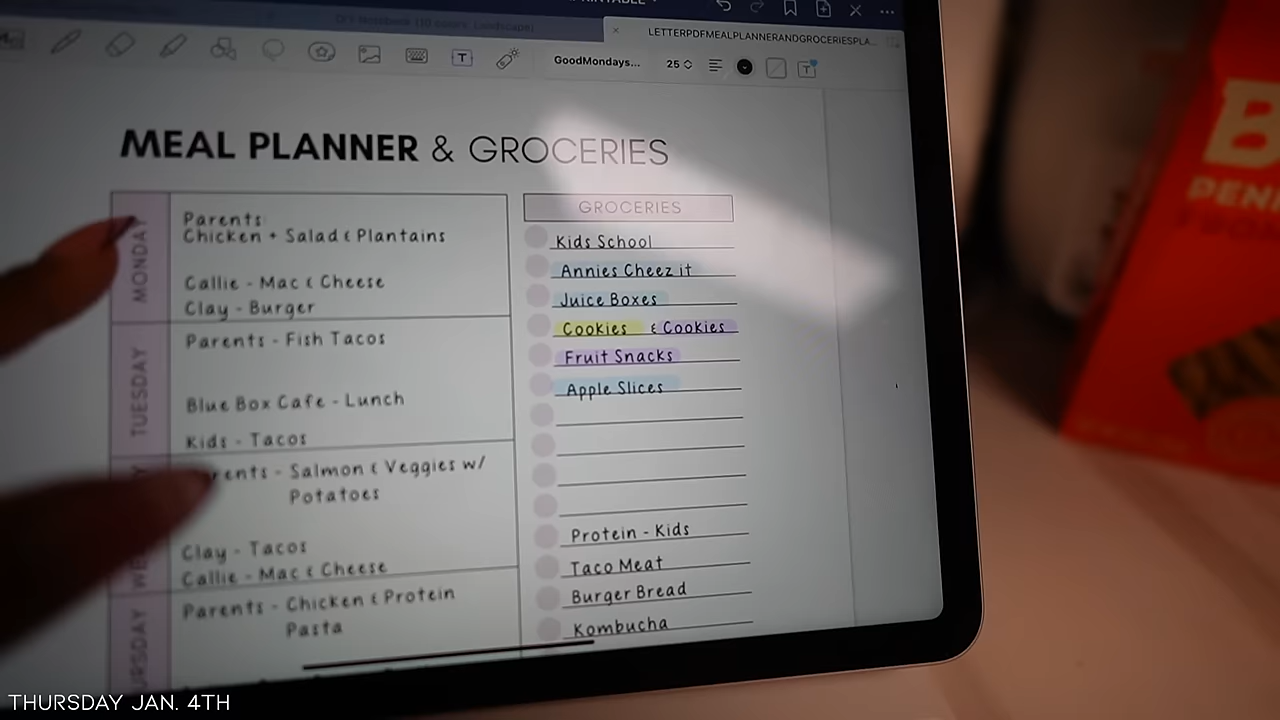 GoodMondays...
25
LETTERPDFMEALPLANNERANDGROCERIESPLA...
MEAL PLANNER & GROCERIES
MONDAY
Parents
Chicken + Salad & Plantains
Callie - Mac & Cheese
Clay - Burger
TUESDAY
Parents - Fish Tacos
Blue Box Cafe - Lunch
Kids - Tacos
Parents - Salmon & Veggies w/
Potatoes
Clay - Tacos
Callie - Mac & Cheese
Parents - Chicken & Protein
Pasta
GROCERIES
Kids School
Annies Cheez it
Juice Boxes
Cookies & Cookies
Fruit Snacks
Apple Slices
Protein - Kids
Taco Meat
Burger Bread
Kombucha
THURSDAY JAN. 4TH